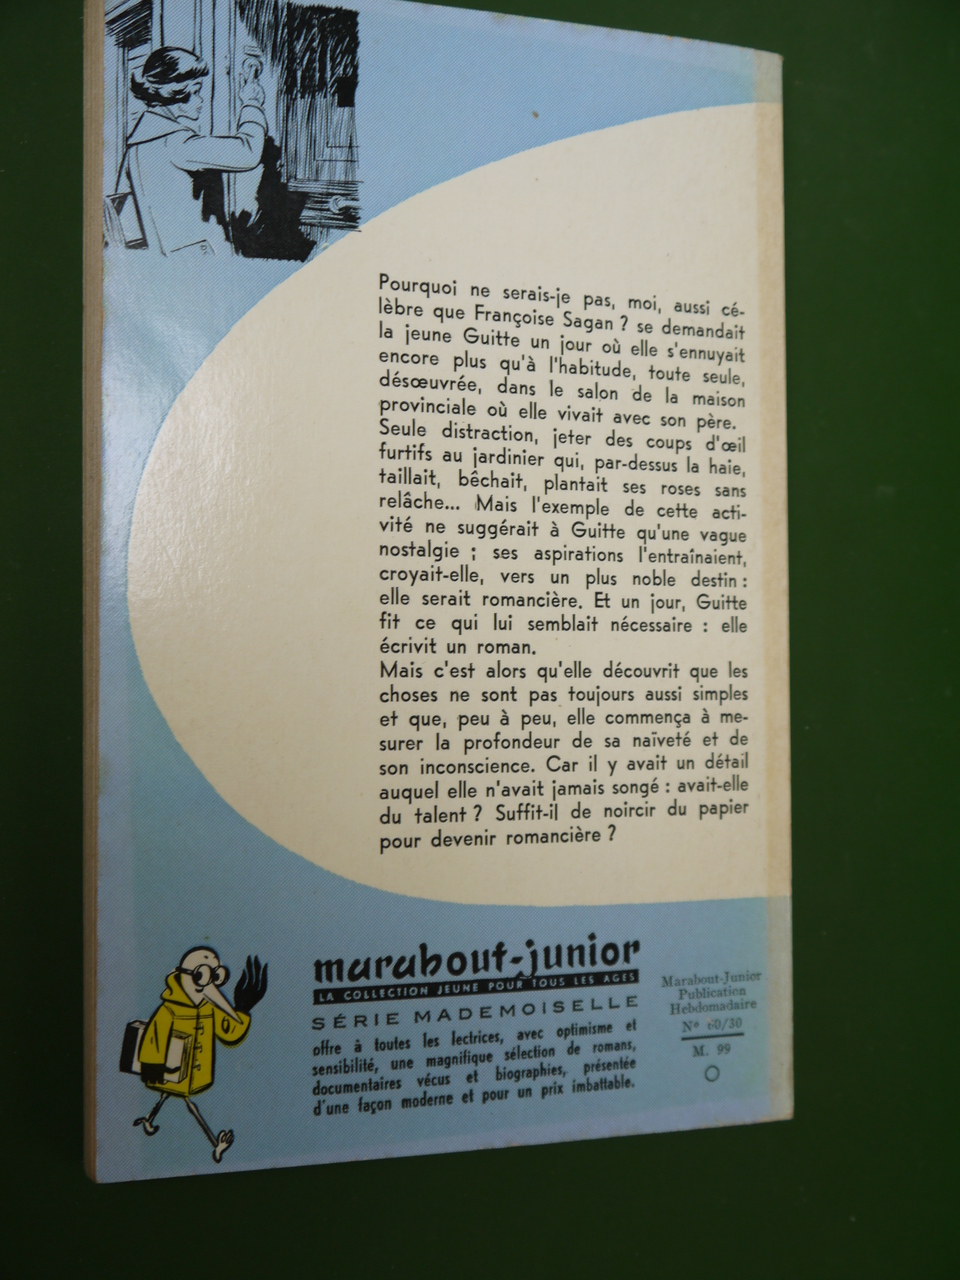 Pourquoi ne serais-je pas, moi, aussi cé-
lèbre que Françoise Sagan ? se demandait
la jeune Guitte un jour où elle s'ennuyait
encore plus qu'à l'habitude, toute seule,
désœuvrée, dans le salon de la maison
provinciale où elle vivait avec son père.
Seule distraction, jeter des coups d'œil
furtifs au jardinier qui, par-dessus la haie,
taillait, bêchait, plantait ses roses sans
relâche... Mais l'exemple de cette acti-
vité ne suggérait à Guitte qu'une vague
nostalgie ; ses aspirations l'entraînaient,
croyait-elle, vers un plus noble destin :
elle serait romancière. Et un jour, Guitte
fit ce qui lui semblait nécessaire : elle
écrivit un roman.
Mais c'est alors qu'elle découvrit que les
choses ne sont pas toujours aussi simples
et que, peu à peu, elle commença à me-
surer la profondeur de sa naïveté et de
son inconscience. Car il y avait un détail
auquel elle n'avait jamais songé : avait-elle
du talent ? Suffit-il de noircir du papier
pour devenir romancière ?
marabout-junior
LA COLLECTION JEUNE POUR TOUS LES AGES
SÉRIE MADEMOISELLE
offre à toutes les lectrices, avec optimisme et
sensibilité, une magnifique sélection de romans,
documentaires vécus et biographies, présentée
d'une façon moderne et pour un prix imbattable.
Marabout-Junior
Publication
Hebdomadaire
N° 60/30
M. 99